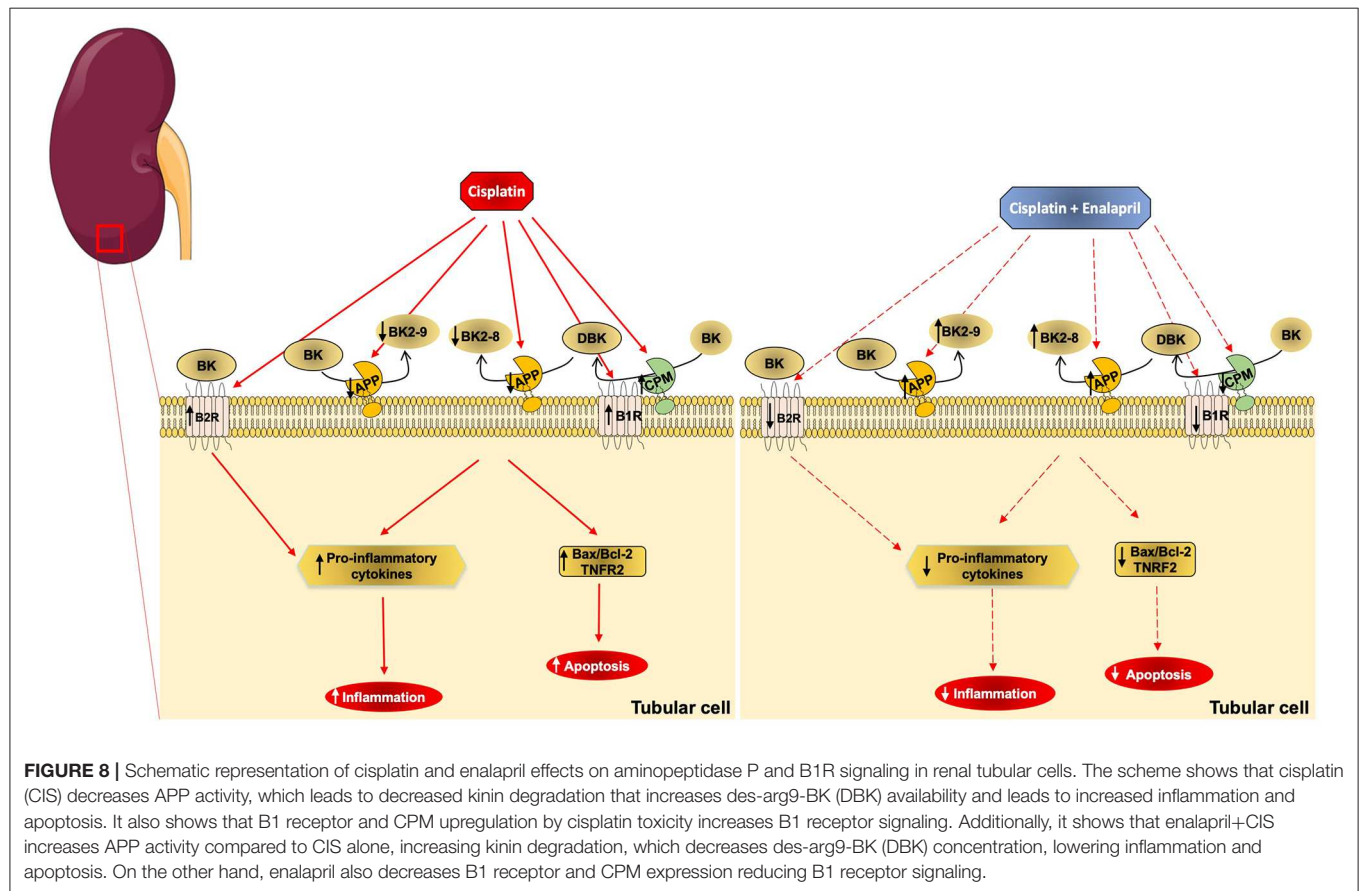 Cisplatin
Cisplatin + Enalapril
BK
BK
BK2-9
APP
BK2-8
APP
DBK
CPM
BK
B2R
B1R
BK
BK
BK2-9
APP
BK2-8
APP
DBK
CPM
BK
B2R
B1R
Pro-inflammatory
cytokines
Bax/Bcl-2
TNFR2
Inflammation
Apoptosis
Tubular cell
Pro-inflammatory
cytokines
Bax/Bcl-2
TNRF2
Inflammation
Apoptosis
Tubular cell
FIGURE 8 | Schematic representation of cisplatin and enalapril effects on aminopeptidase P and B1R signaling in renal tubular cells. The scheme shows that cisplatin
(CIS) decreases APP activity, which leads to decreased kinin degradation that increases des-arg9-BK (DBK) availability and leads to increased inflammation and
apoptosis. It also shows that B1 receptor and CPM upregulation by cisplatin toxicity increases B1 receptor signaling. Additionally, it shows that enalapril+CIS
increases APP activity compared to CIS alone, increasing kinin degradation, which decreases des-arg9-BK (DBK) concentration, lowering inflammation and
apoptosis. On the other hand, enalapril also decreases B1 receptor and CPM expression reducing B1 receptor signaling.